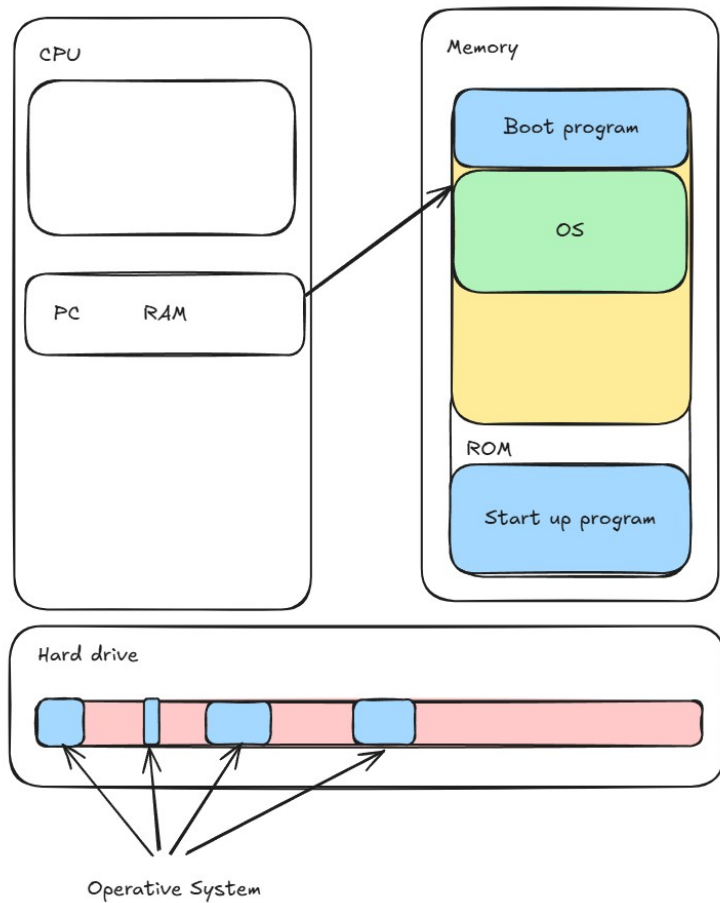 CPU
Memory
Boot program
OS
PC RAM
ROM
Start up program
Hard drive
Operative System